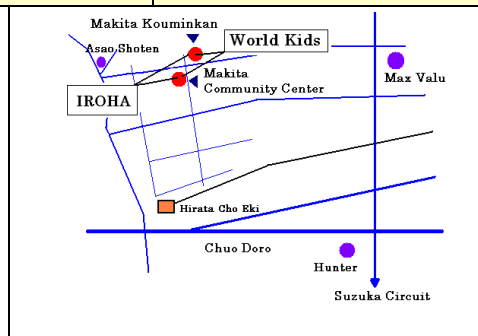 Makita Kouminkan
World Kids
Asao Shoten
Makita
Community Center
Max Valu
IROHA
Hirata Cho Eki
Chuo Doro
Hunter
Suzuka Circuit